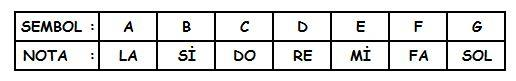 SEMBOL : A B C D E F G
NOTA : LA Sİ DO RE Mİ FA SOL